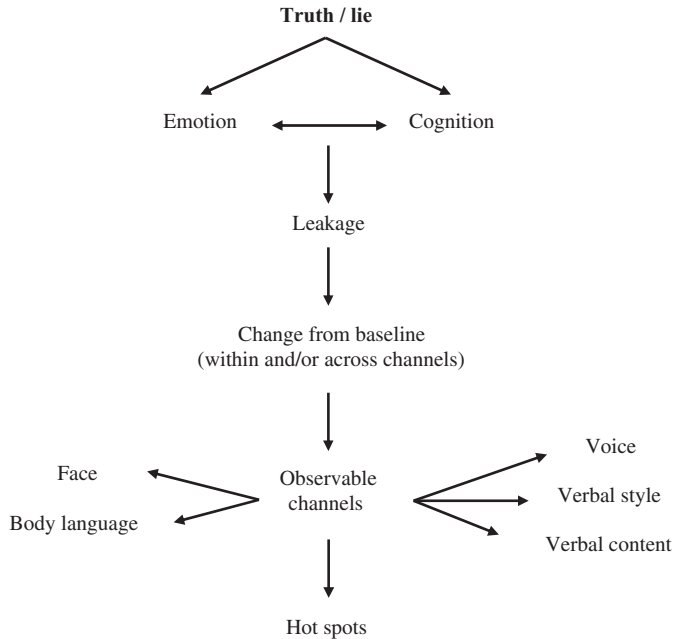 Truth / lie
Emotion
Cognition
Leakage
Change from baseline
(within and/or across channels)
Face
Body language
Observable
channels
Voice
Verbal style
Verbal content
Hot spots